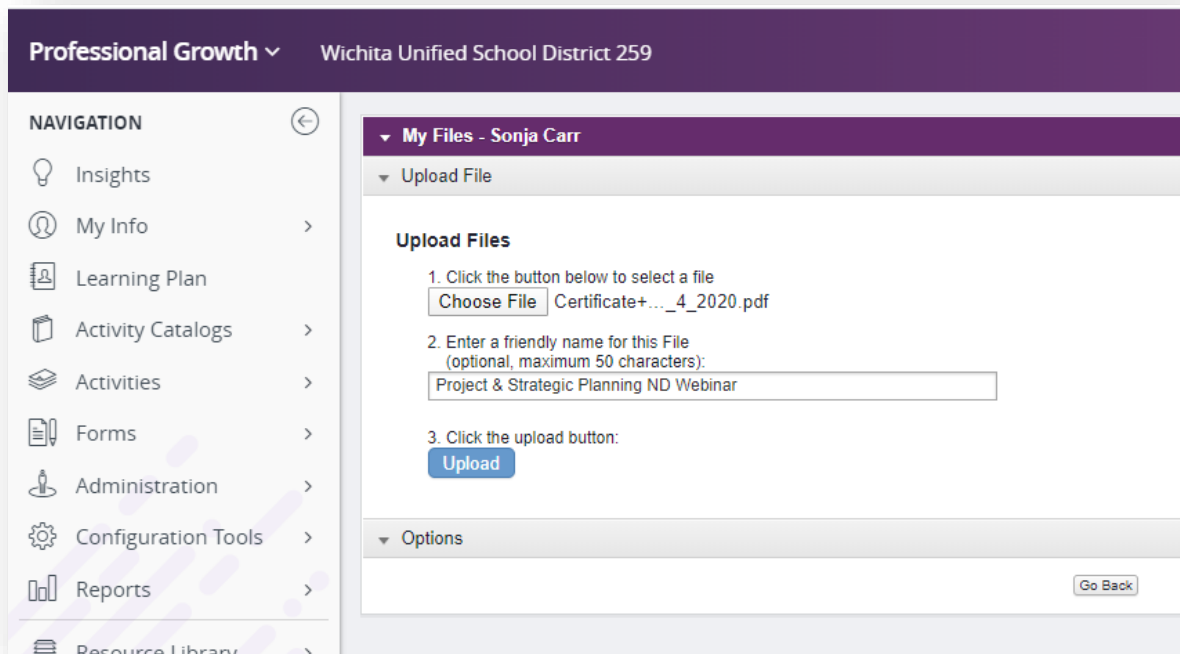 Professional Growth Wichita Unified School District 259
NAVIGATION
Insights
My Info
Learning Plan
Activity Catalogs
Activities
Forms
Administration
Configuration Tools
Reports
Resource Library
My Files - Sonja Carr
Upload File
Upload Files
1. Click the button below to select a file
Choose File Certificate+..._4_2020.pdf
2. Enter a friendly name for this File
(optional, maximum 50 characters):
Project & Strategic Planning ND Webinar
3. Click the upload button:
Upload
Options
Go Back